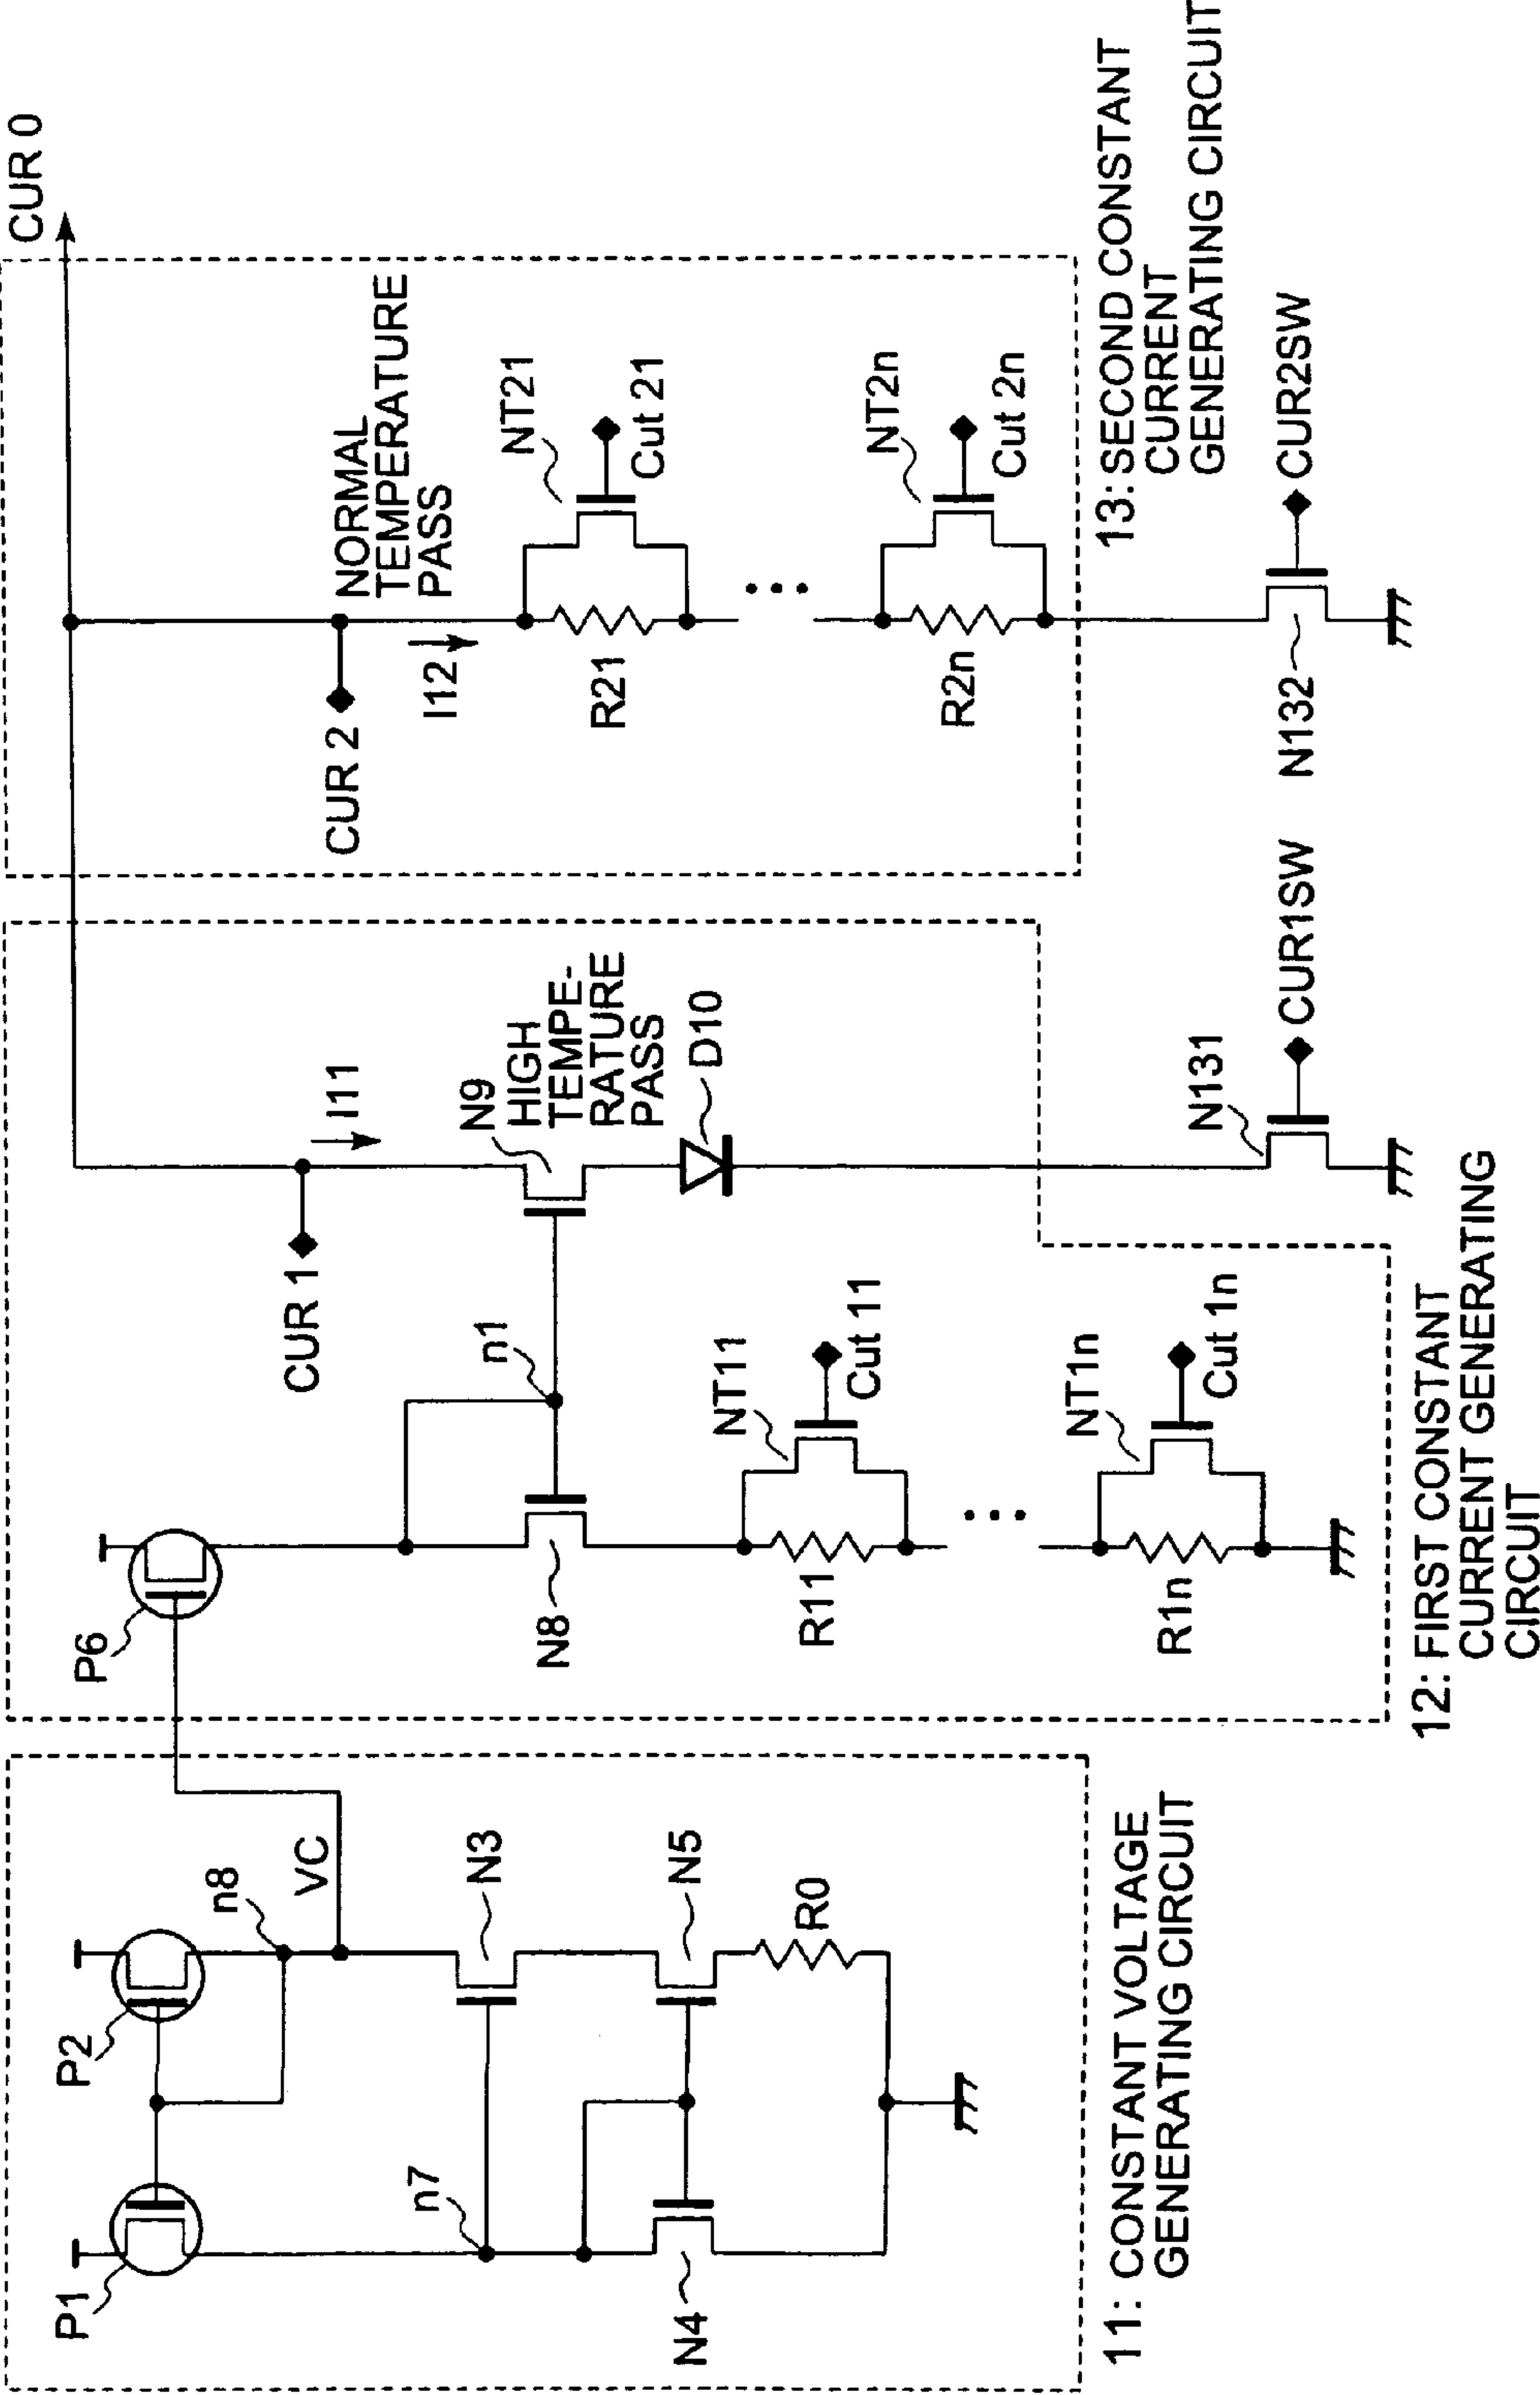 CUR 0
P1
P2
n8
VC
n7
N3
N4
N5
R0
11: CONSTANT VOLTAGE
GENERATING CIRCUIT
P6
CUR 1
I11
n1
N8
N9
HIGH
TEMPE-
RATURE
PASS
D10
R11
NT11
Cut 11
R1n
NT1n
Cut 1n
N131
CUR1SW
12: FIRST CONSTANT
CURRENT GENERATING
CIRCUIT
CUR 2
I12
NORMAL
TEMPERATURE
PASS
R21
NT21
Cut 21
R2n
NT2n
Cut 2n
13: SECOND CONSTANT
CURRENT
GENERATING CIRCUIT
N132
CUR2SW